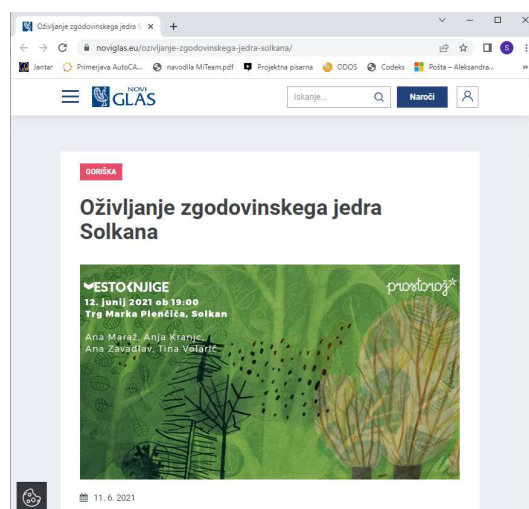 Oživljanje zgodovinskega jedra S
noviglas.eu/ozivljanje-zgodovinskega-jedra-solkana/
Jantar
Primerjava AutoCA...
navodila MiTeam.pdf
Projektna pisarna
ODOS
Codeks
Pošta – Aleksandra...
»
NOVI
GLAS
Iskanje...
Naroči
GORIŠKA
Oživljanje zgodovinskega jedra
Solkana
MESTO KNJIGE
12. junij 2021 ob 19:00
Trg Marka Plenčiča, Solkan
Ana Maraž, Anja Kranjc,
Ana Zavadlav, Tina Volarič
prostorož*
11. 6. 2021